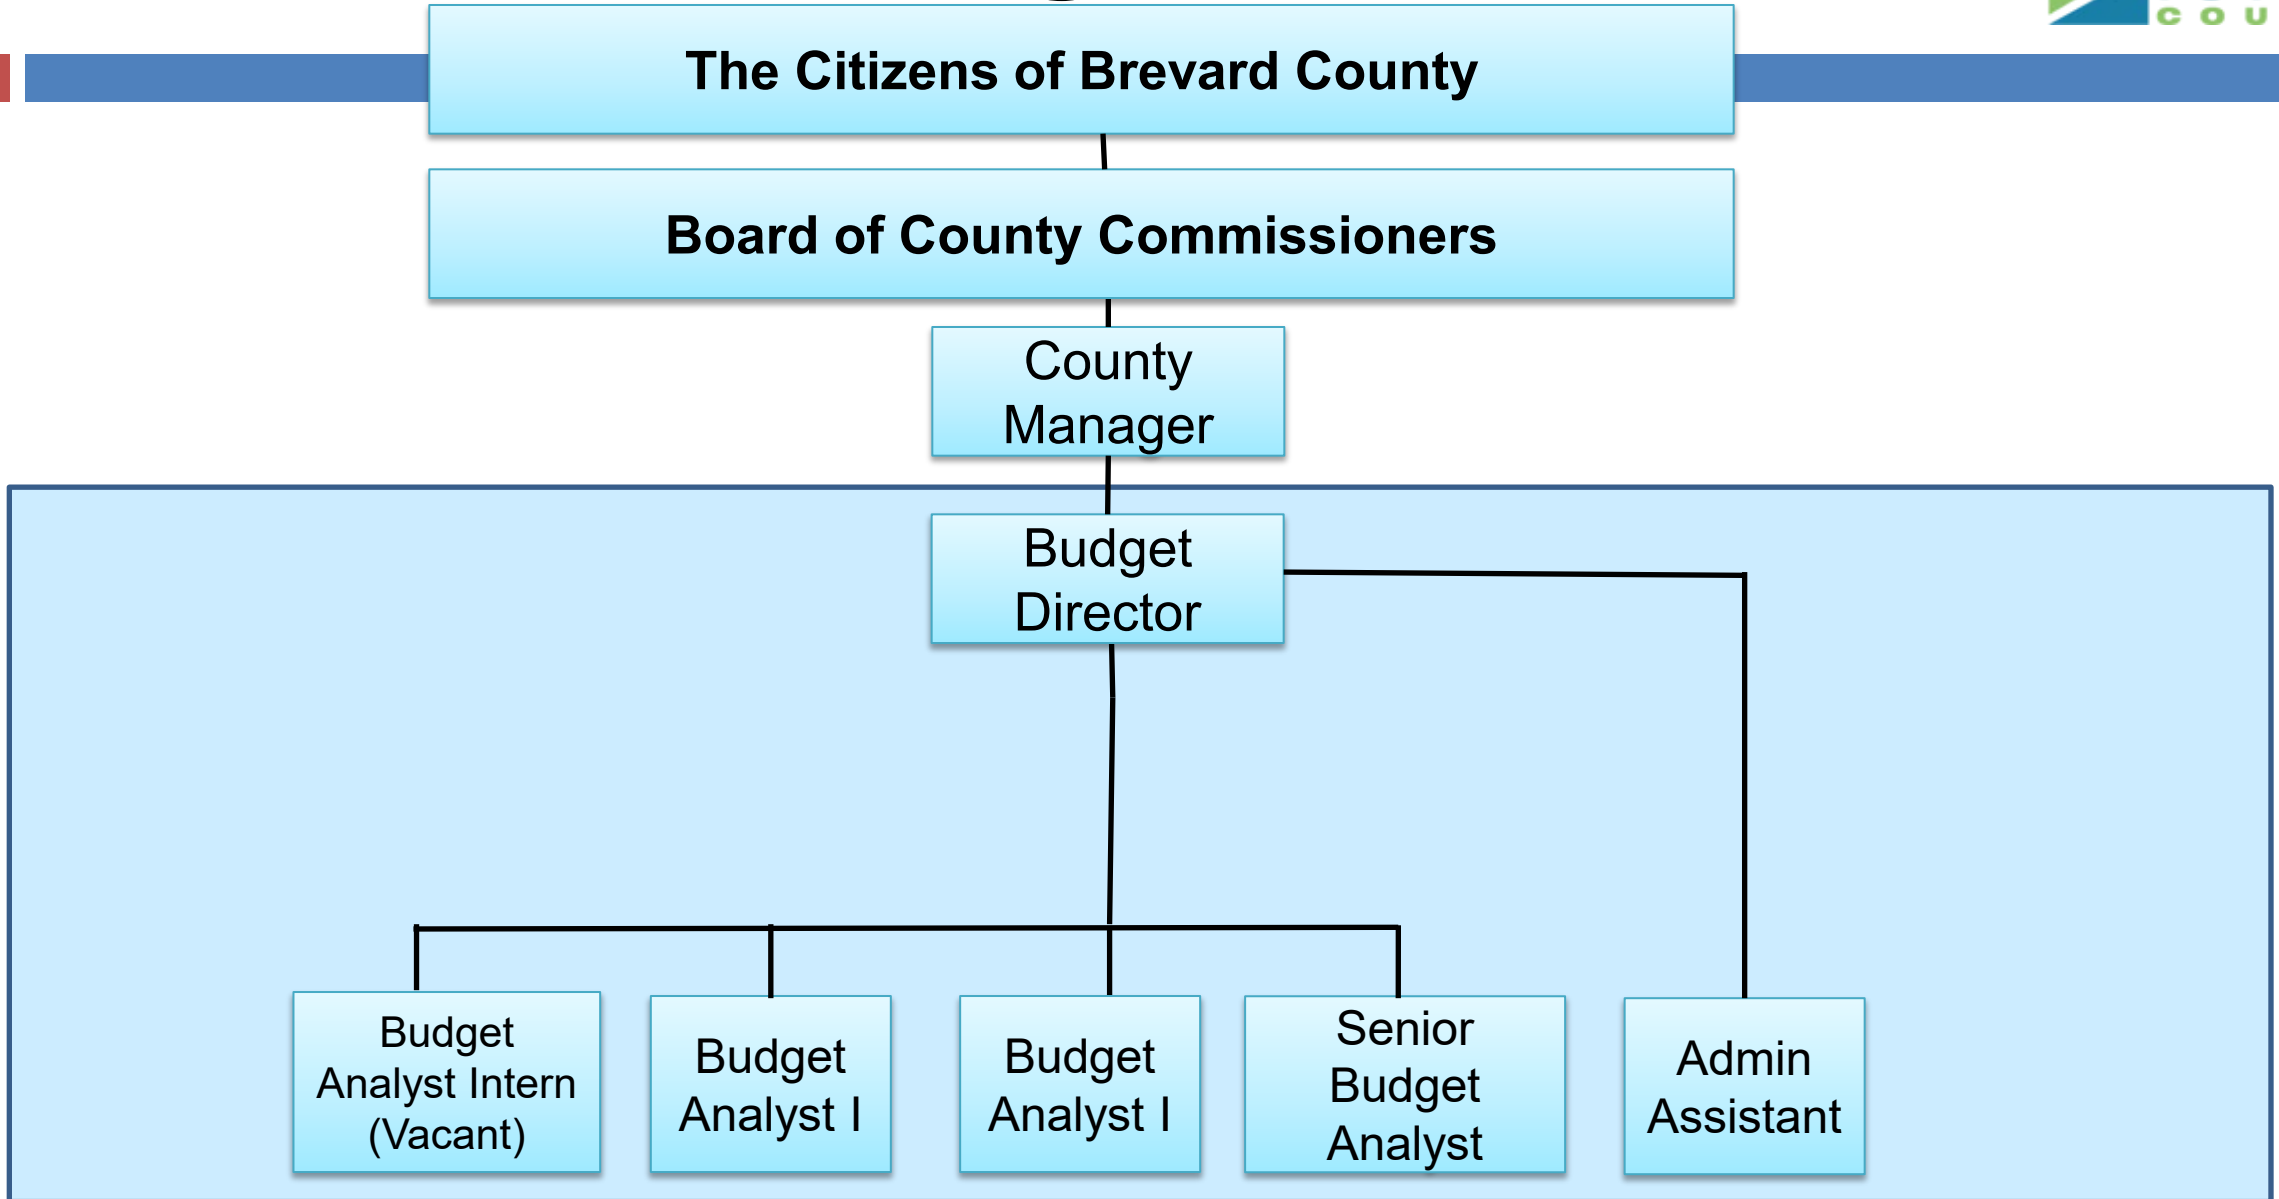 C O U
The Citizens of Brevard County
Board of County Commissioners
County
Manager
Budget
Director
Budget
Analyst Intern
(Vacant)
Budget
Analyst I
Budget
Analyst I
Senior
Budget
Analyst
Admin
Assistant